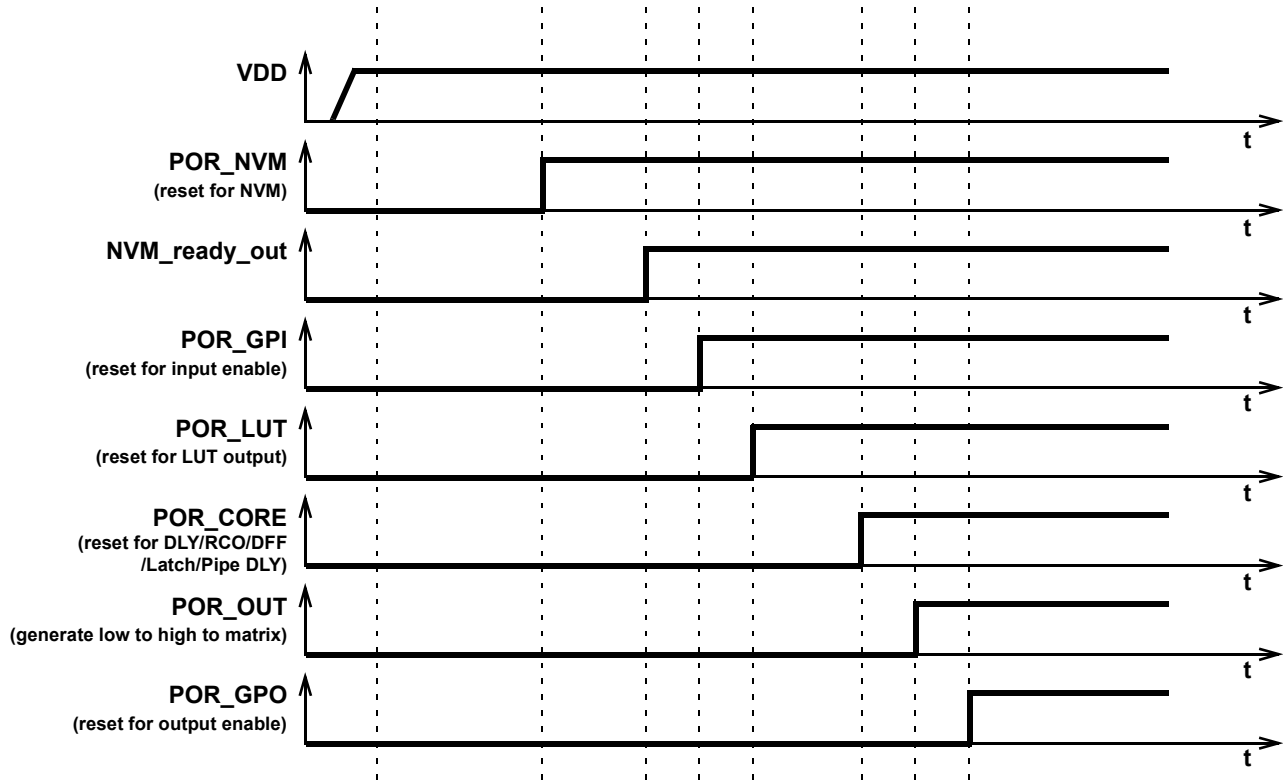 VDD
t
POR_NVM
(reset for NVM)
t
NVM_ready_out
t
POR_GPI
(reset for input enable)
t
POR_LUT
(reset for LUT output)
t
POR_CORE
(reset for DLY/RCO/DFF
/Latch/Pipe DLY)
t
POR_OUT
(generate low to high to matrix)
t
POR_GPO
(reset for output enable)
t